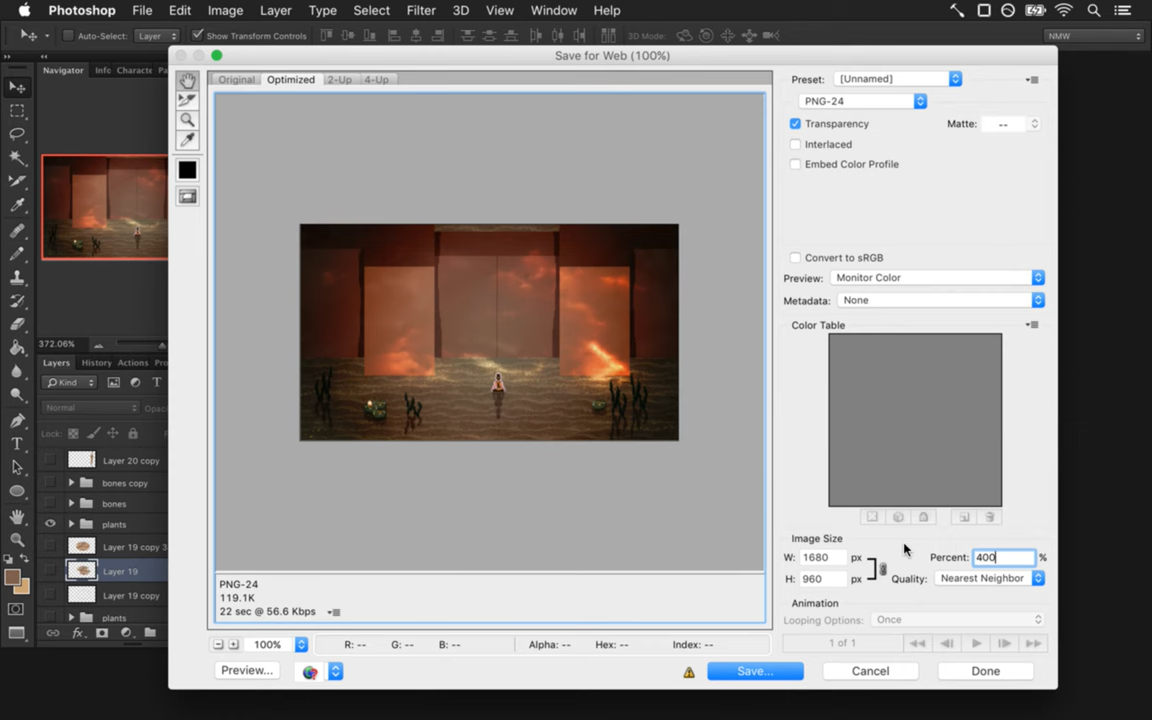 Photoshop File Edit Image Layer Type Select Filter 3D View Window Help
Auto-Select: Layer Show Transform Controls 3D Mode: NMW
Save for Web (100%)
Navigator Info Characte Pa
Original Optimized 2-Up 4-Up
Preset: [Unnamed]
PNG-24
Transparency Matte: --
Interlaced
Embed Color Profile
Convert to sRGB
Preview: Monitor Color
Metadata: None
Color Table
372.06%
Layers History Actions Pro
Kind
Normal Opac
Lock:
Layer 20 copy
bones copy
bones
plants
Layer 19 copy 3
Layer 19
Layer 19 copy
plants
fx
Image Size
W: 1680 px Percent: 400 %
H: 960 px Quality: Nearest Neighbor
Animation
Looping Options: Once
1 of 1
PNG-24
119.1K
22 sec @ 56.6 Kbps
100% R: -- G: -- B: -- Alpha: -- Hex: -- Index: --
Preview... Save... Cancel Done